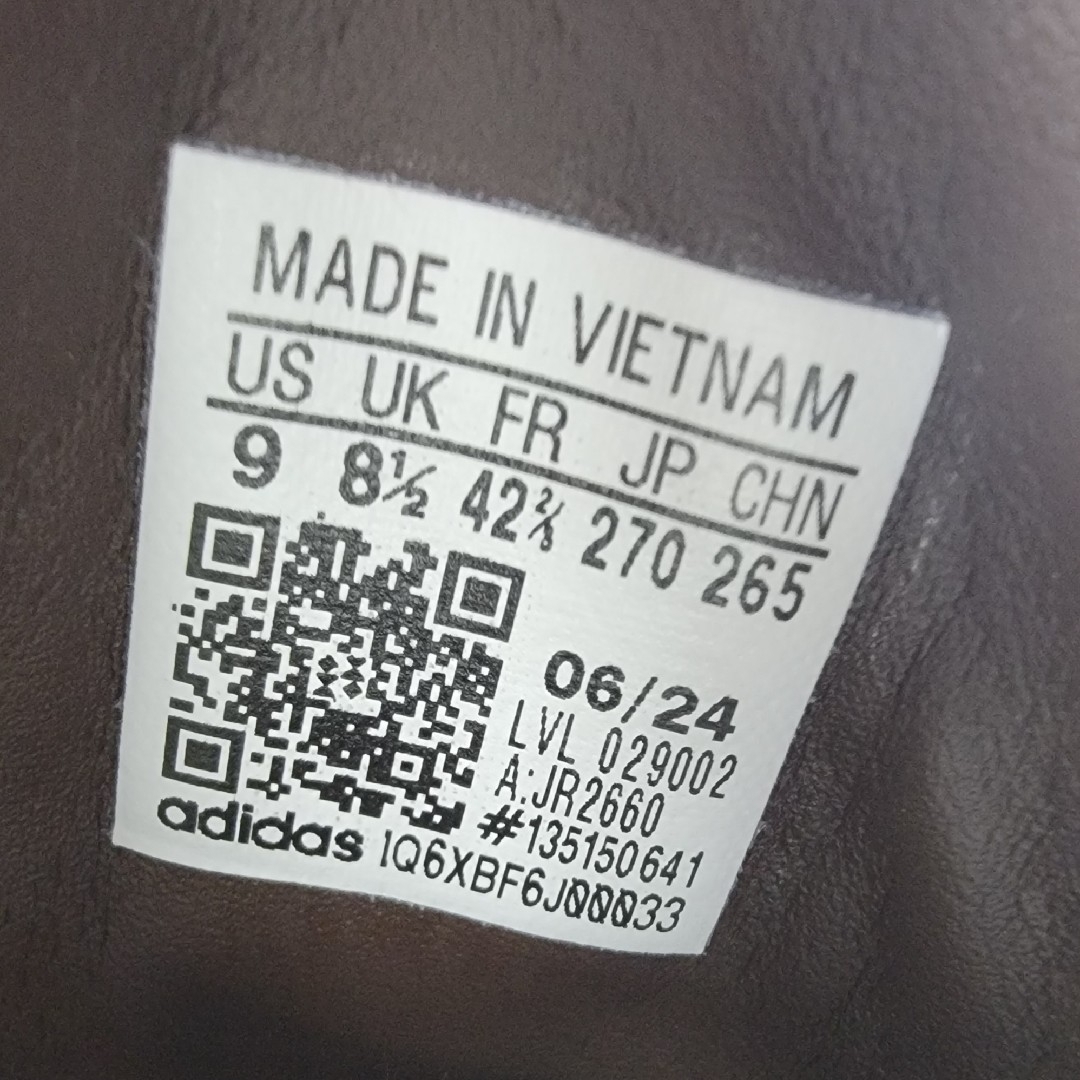 MADE IN VIETNAM
US UK FR JP CHN
9 8½ 42⅔ 270 265
06/24
LVL 029002
A:JR2660
#135150641
adidas 1Q6XBF6J00033